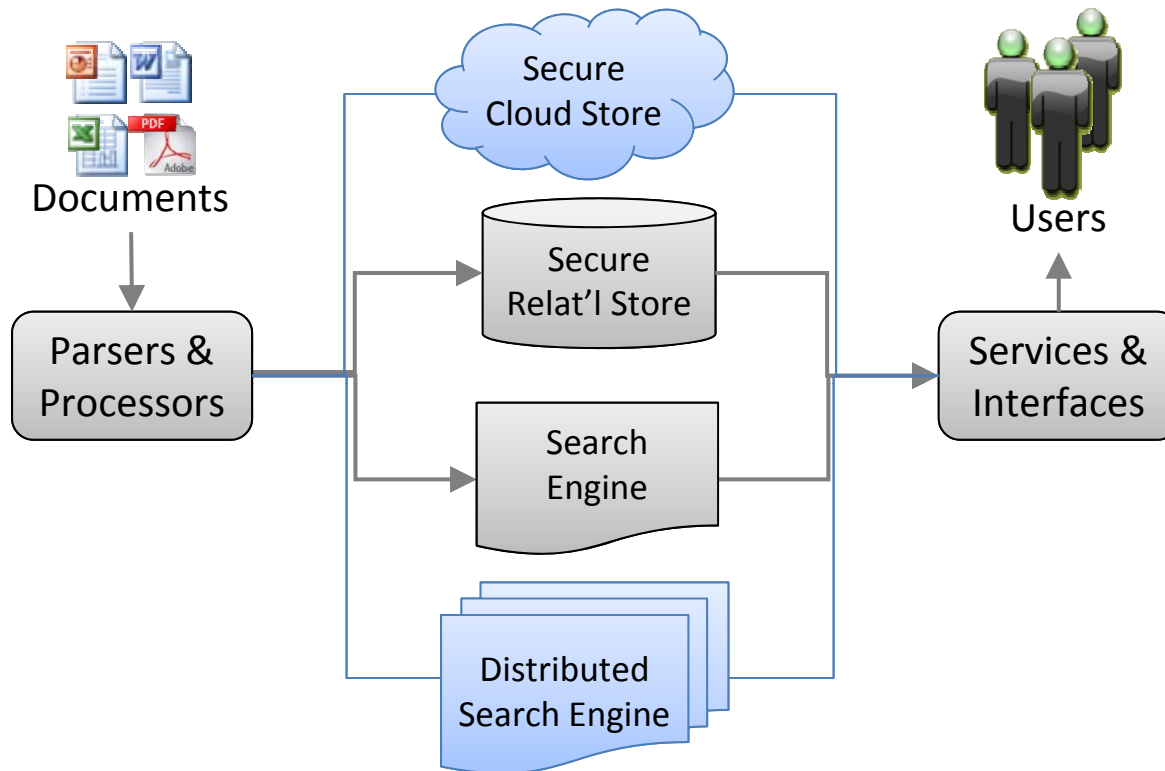 PDF
Adobe
Documents
Parsers &
Processors
Secure
Cloud Store
Secure
Relat’l Store
Search
Engine
Distributed
Search Engine
Users
Services &
Interfaces